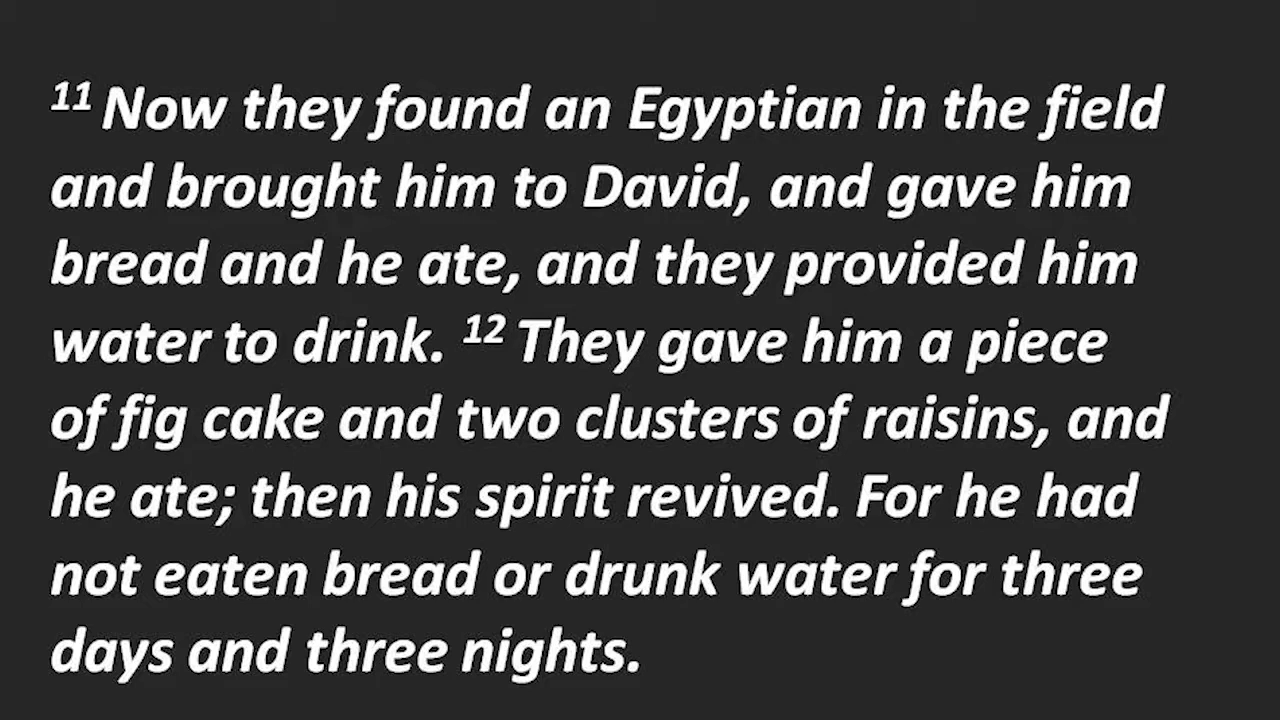 ¹¹ Now they found an Egyptian in the field
and brought him to David, and gave him
bread and he ate, and they provided him
water to drink. ¹² They gave him a piece
of fig cake and two clusters of raisins, and
he ate; then his spirit revived. For he had
not eaten bread or drunk water for three
days and three nights.